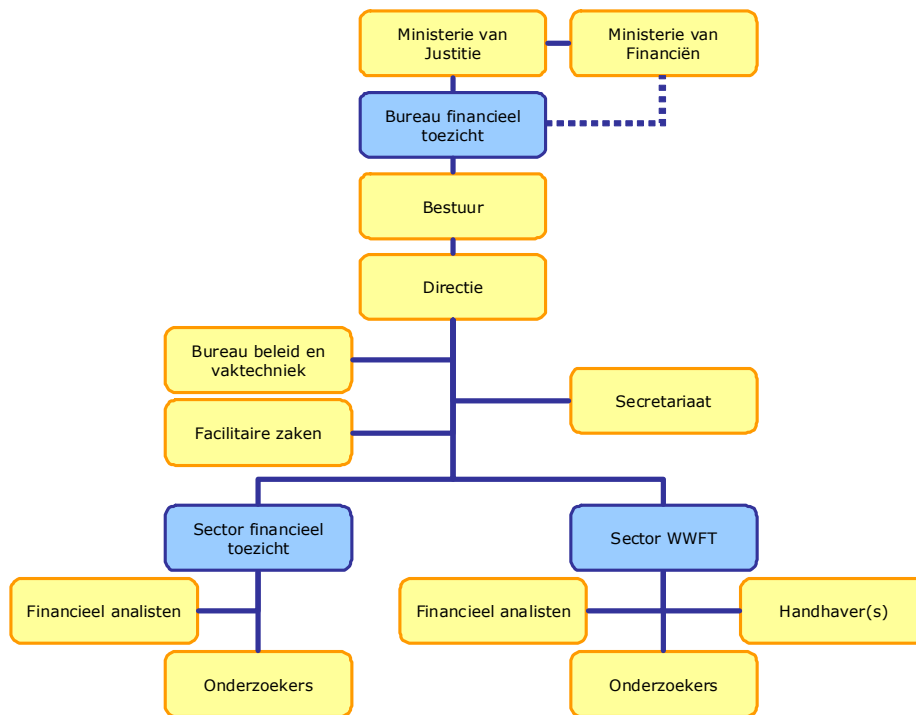 Ministerie van
Justitie
Ministerie van
Financiën
Bureau financieel
toezicht
Bestuur
Directie
Bureau beleid en
vaktechniek
Secretariaat
Facilitaire zaken
Sector financieel
toezicht
Sector WWFT
Financieel analisten
Financieel analisten
Handhaver(s)
Onderzoekers
Onderzoekers